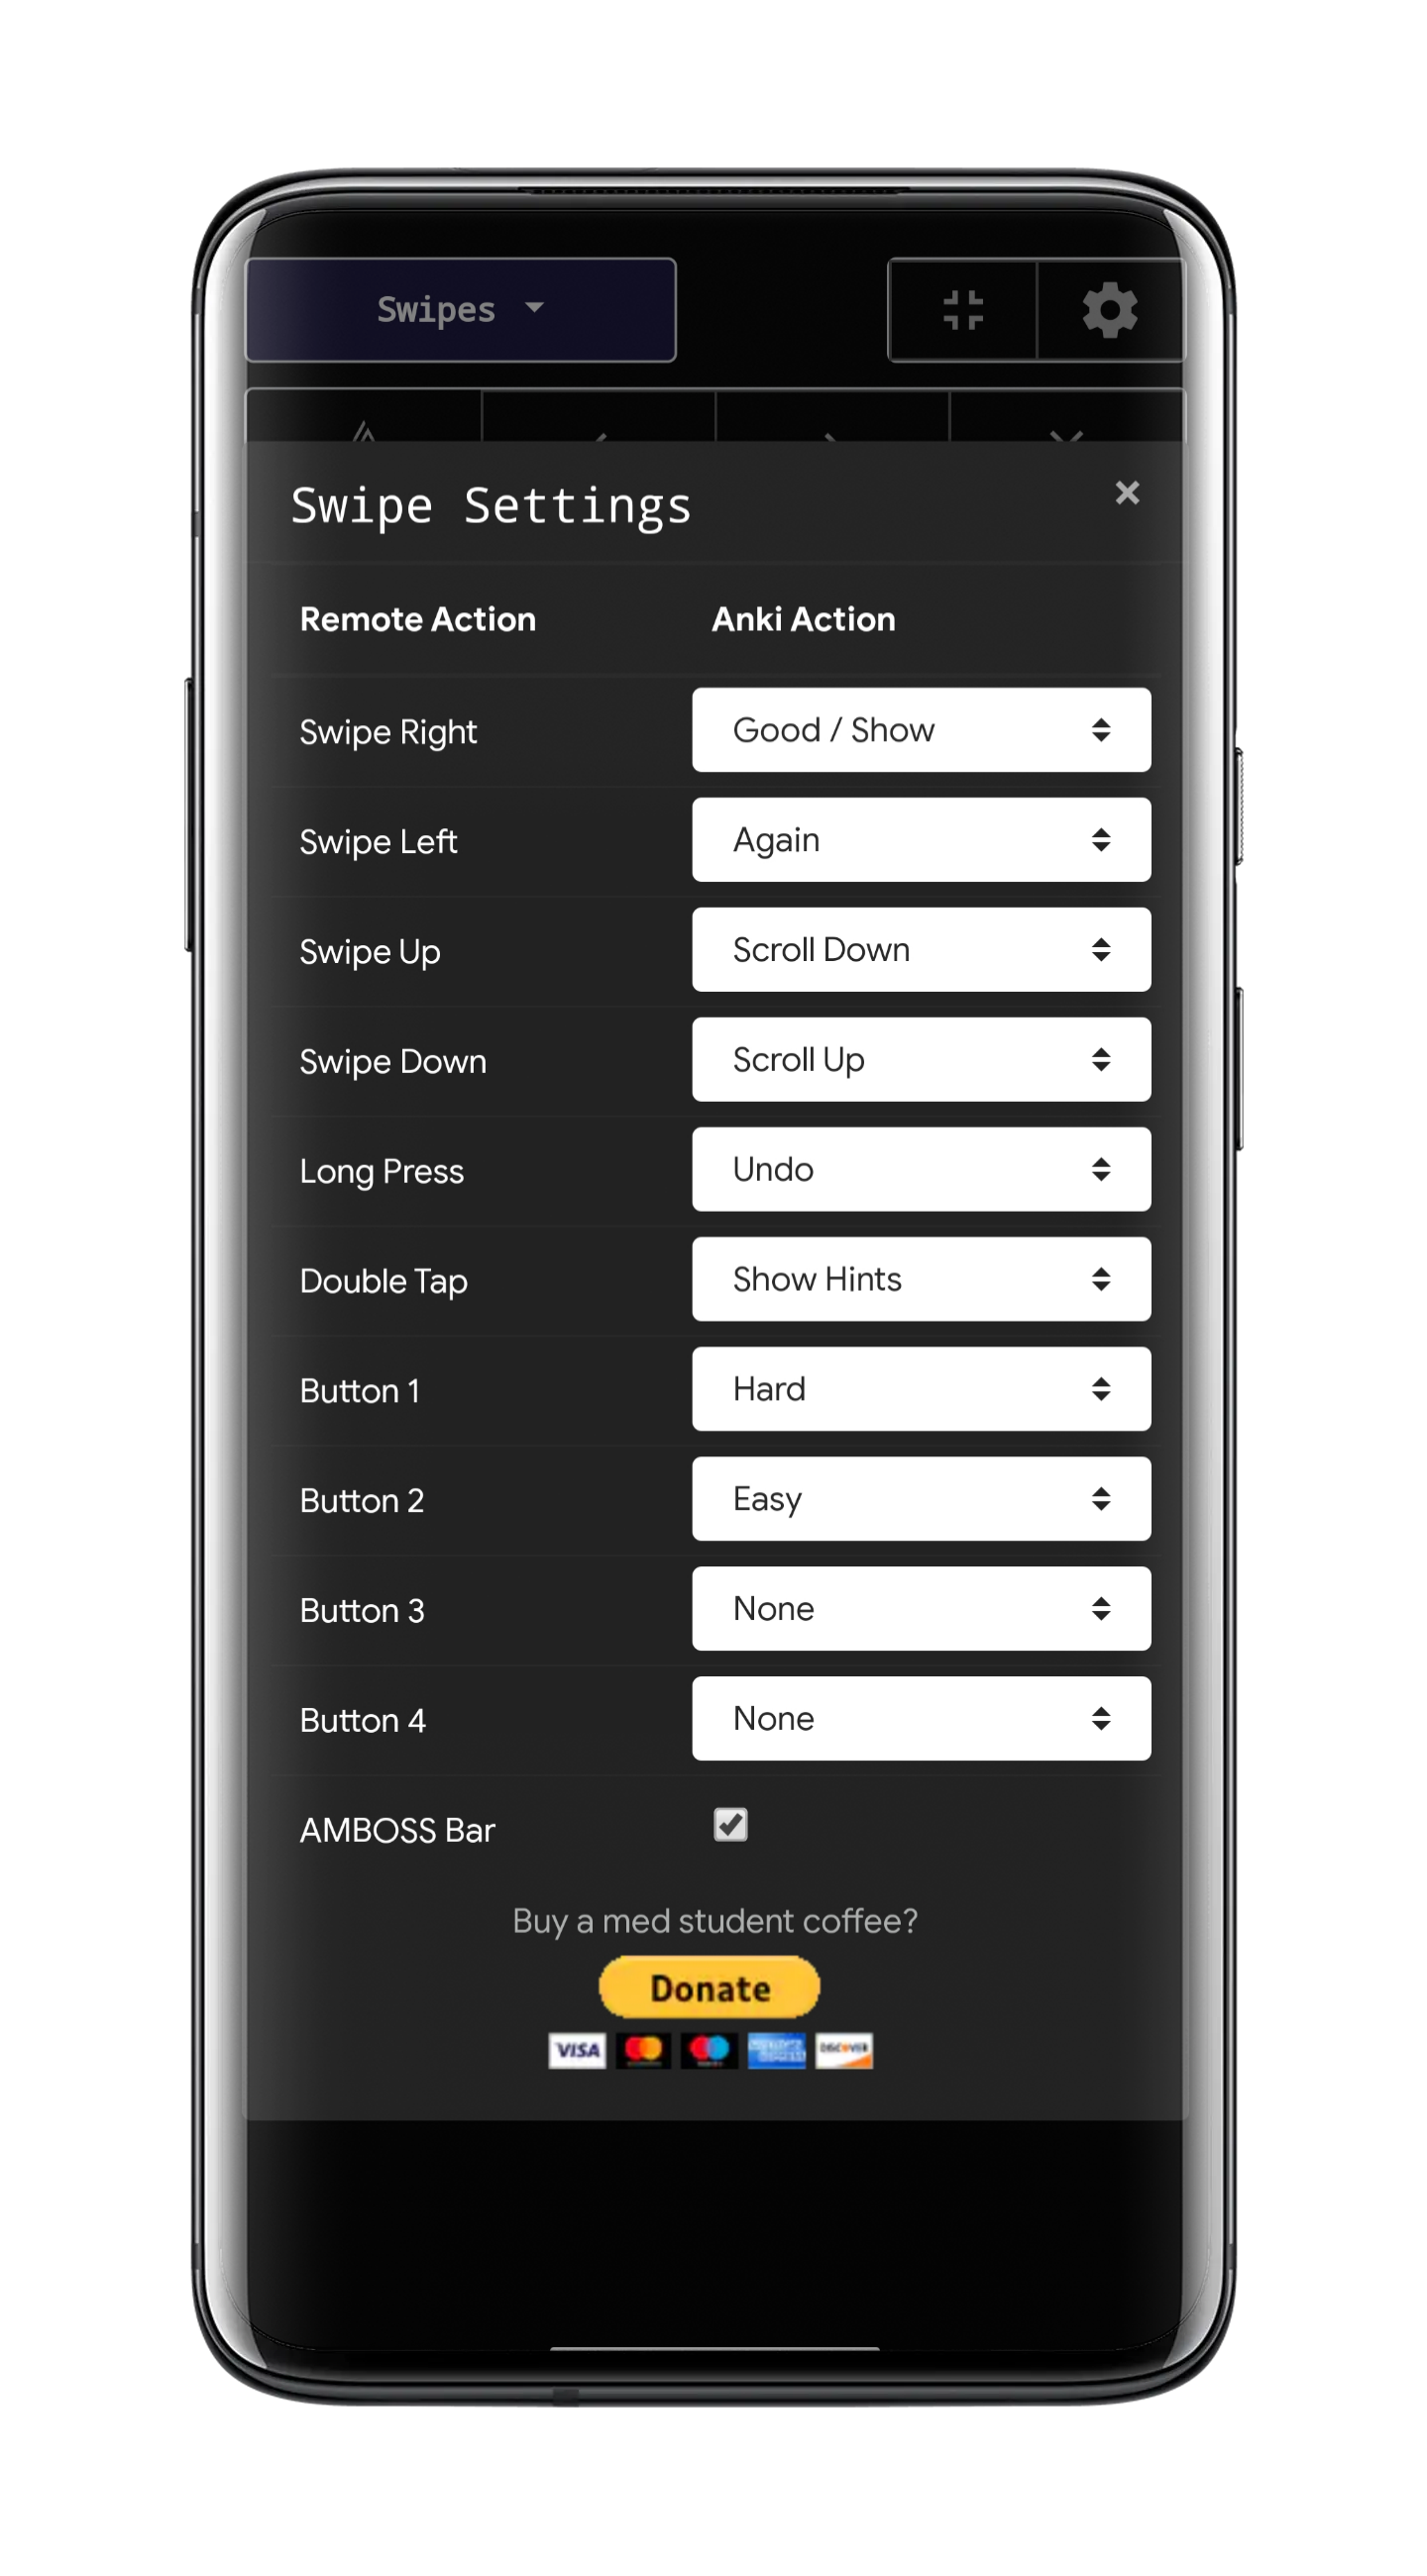 Swipes
Swipe Settings ×
Remote Action Anki Action
Swipe Right Good / Show
Swipe Left Again
Swipe Up Scroll Down
Swipe Down Scroll Up
Long Press Undo
Double Tap Show Hints
Button 1 Hard
Button 2 Easy
Button 3 None
Button 4 None
AMBOSS Bar
Buy a med student coffee?
Donate
VISA DISCOVER